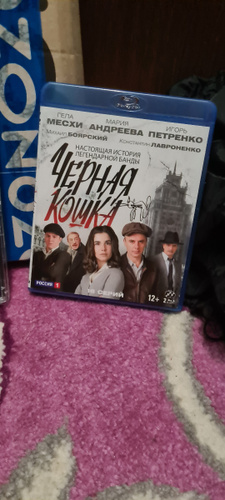 OZON
ГЕЛА
МЕСХИ
МАРИЯ
АНДРЕЕВА
ИГОРЬ
ПЕТРЕНКО
Михаил БОЯРСКИЙ
Константин ЛАВРОНЕНКО
НАСТОЯЩАЯ ИСТОРИЯ
ЛЕГЕНДАРНОЙ БАНДЫ
ЧЕРНАЯ
КОШКА
РОССИЯ 1
СЕРИЙ
12+